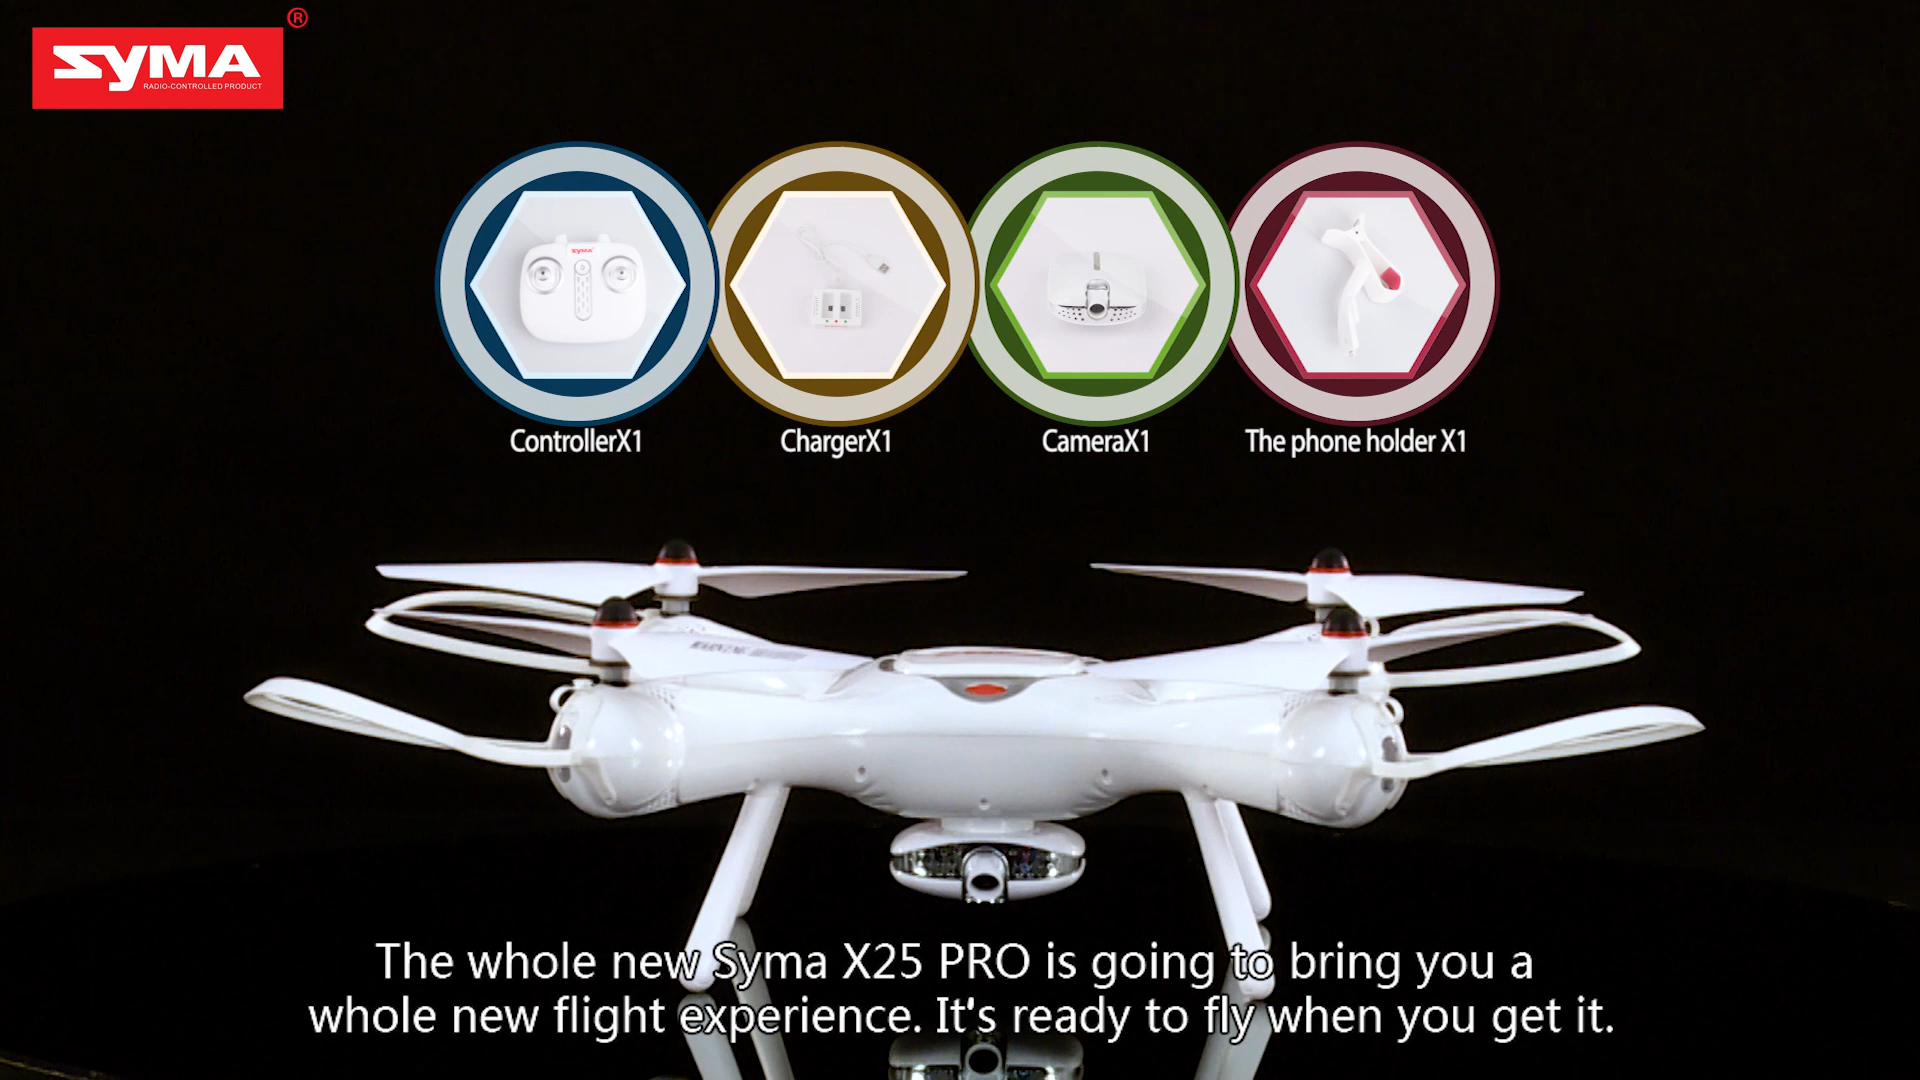 SYMA®
RADIO-CONTROLLED PRODUCT
SYMA
ControllerX1
ChargerX1
CameraX1
The phone holder X1
The whole new Syma X25 PRO is going to bring you a
whole new flight experience. It's ready to fly when you get it.